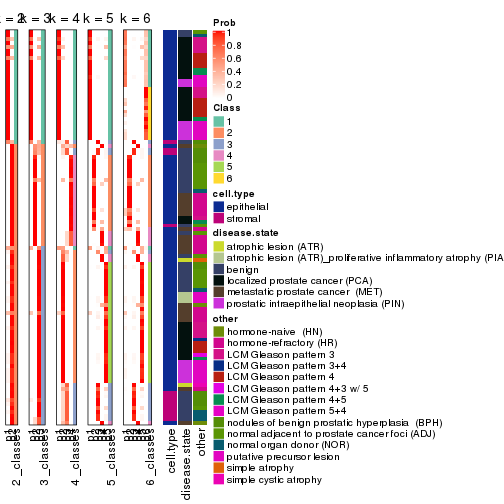 k = 2 k = 3 k = 4 k = 5 k = 6
Prob
1
0.8
0.6
0.4
0.2
0
Class
1
2
3
4
5
6
cell.type
epithelial
stromal
disease.state
atrophic lesion (ATR)
atrophic lesion (ATR)_proliferative inflammatory atrophy (PIA
benign
localized prostate cancer (PCA)
metastatic prostate cancer (MET)
prostatic intraepithelial neoplasia (PIN)
other
hormone-naive (HN)
hormone-refractory (HR)
LCM Gleason pattern 3
LCM Gleason pattern 3+4
LCM Gleason pattern 4
LCM Gleason pattern 4+3 w/ 5
LCM Gleason pattern 4+5
LCM Gleason pattern 5+4
nodules of benign prostatic hyperplasia (BPH)
normal adjacent to prostate cancer foci (ADJ)
normal organ donor (NOR)
putative precursor lesion
simple atrophy
simple cystic atrophy
2_classes
3_classes
4_classes
5_classes
6_classes
cell.type
disease.state
other